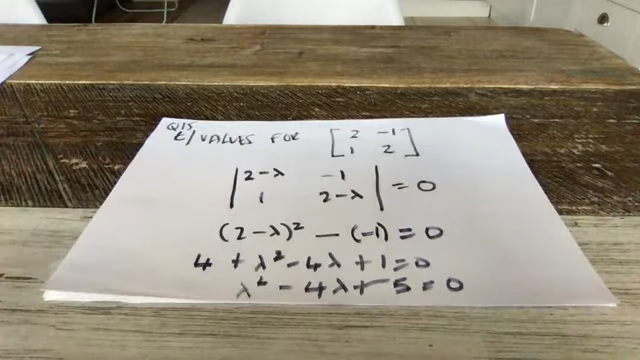 Q15
E/VALUES FOR [2 -1
1 2]
|2-λ -1
1 2-λ| = 0
(2-λ)² - (-1) = 0
4 + λ² - 4λ + 1 = 0
λ² - 4λ + 5 = 0